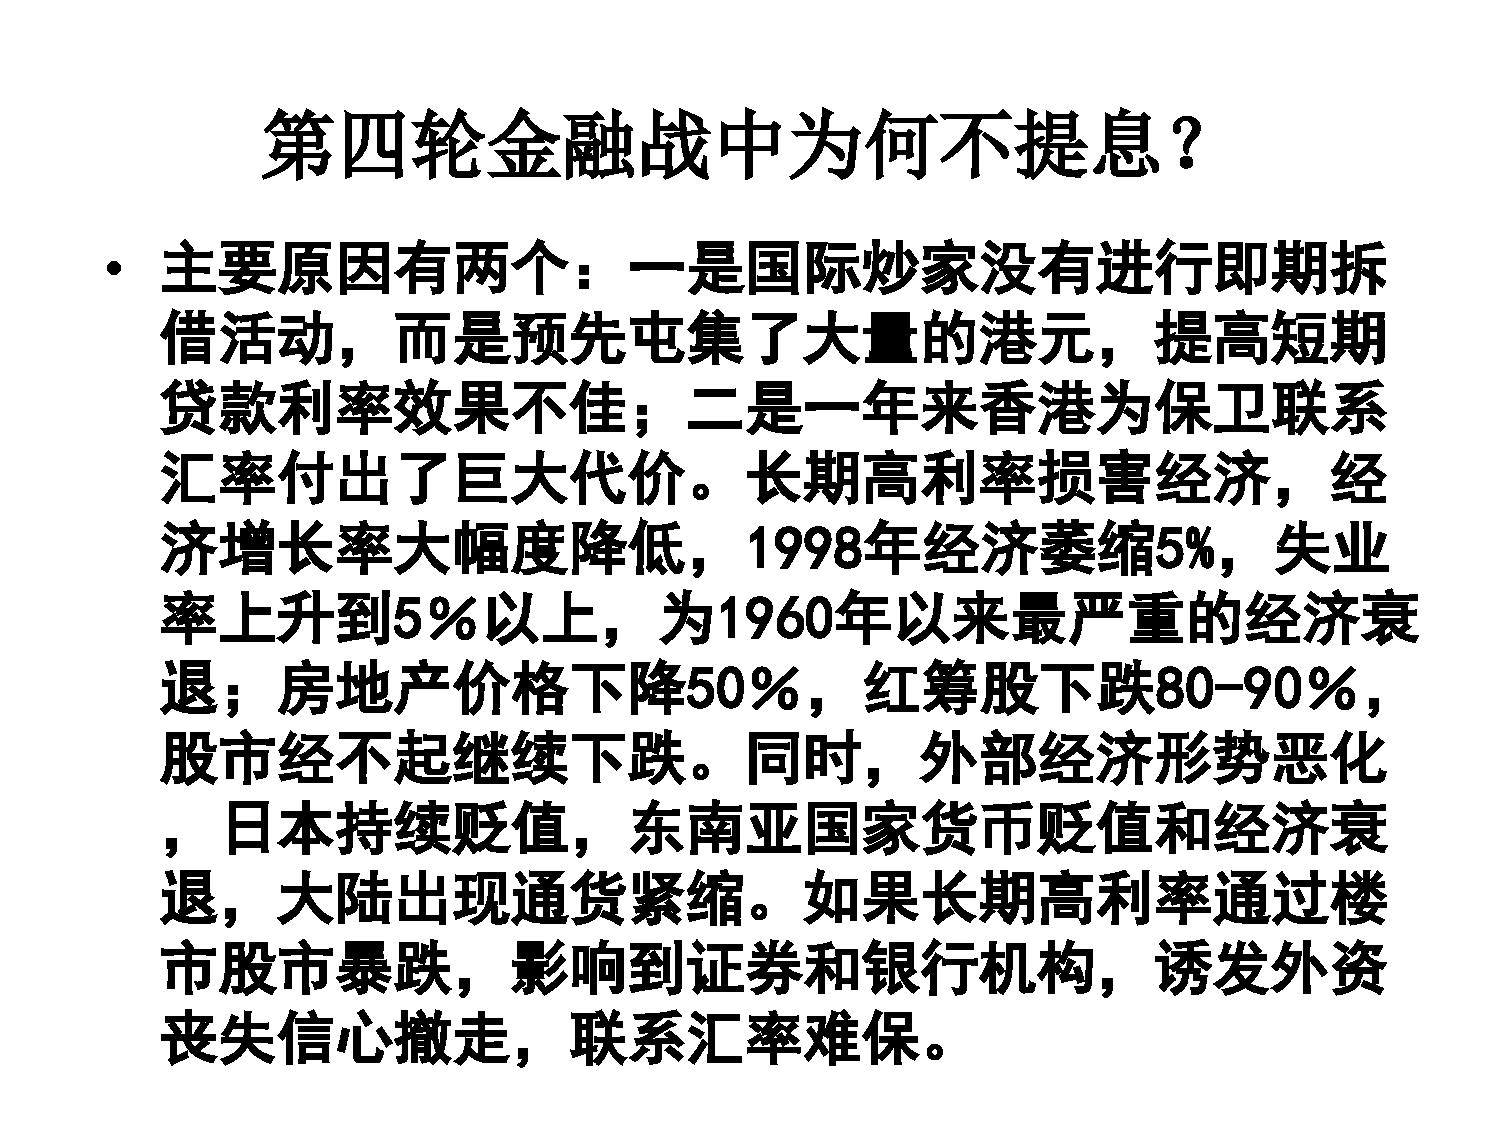 第四轮金融战中为何不提息？
• 主要原因有两个：一是国际炒家没有进行即期拆
借活动，而是预先屯集了大量的港元，提高短期
贷款利率效果不佳；二是一年来香港为保卫联系
汇率付出了巨大代价。长期高利率损害经济，经
济增长率大幅度降低，1998年经济萎缩5%，失业
率上升到5％以上，为1960年以来最严重的经济衰
退；房地产价格下降50％，红筹股下跌80-90％，
股市经不起继续下跌。同时，外部经济形势恶化
，日本持续贬值，东南亚国家货币贬值和经济衰
退，大陆出现通货紧缩。如果长期高利率通过楼
市股市暴跌，影响到证券和银行机构，诱发外资
丧失信心撤走，联系汇率难保。